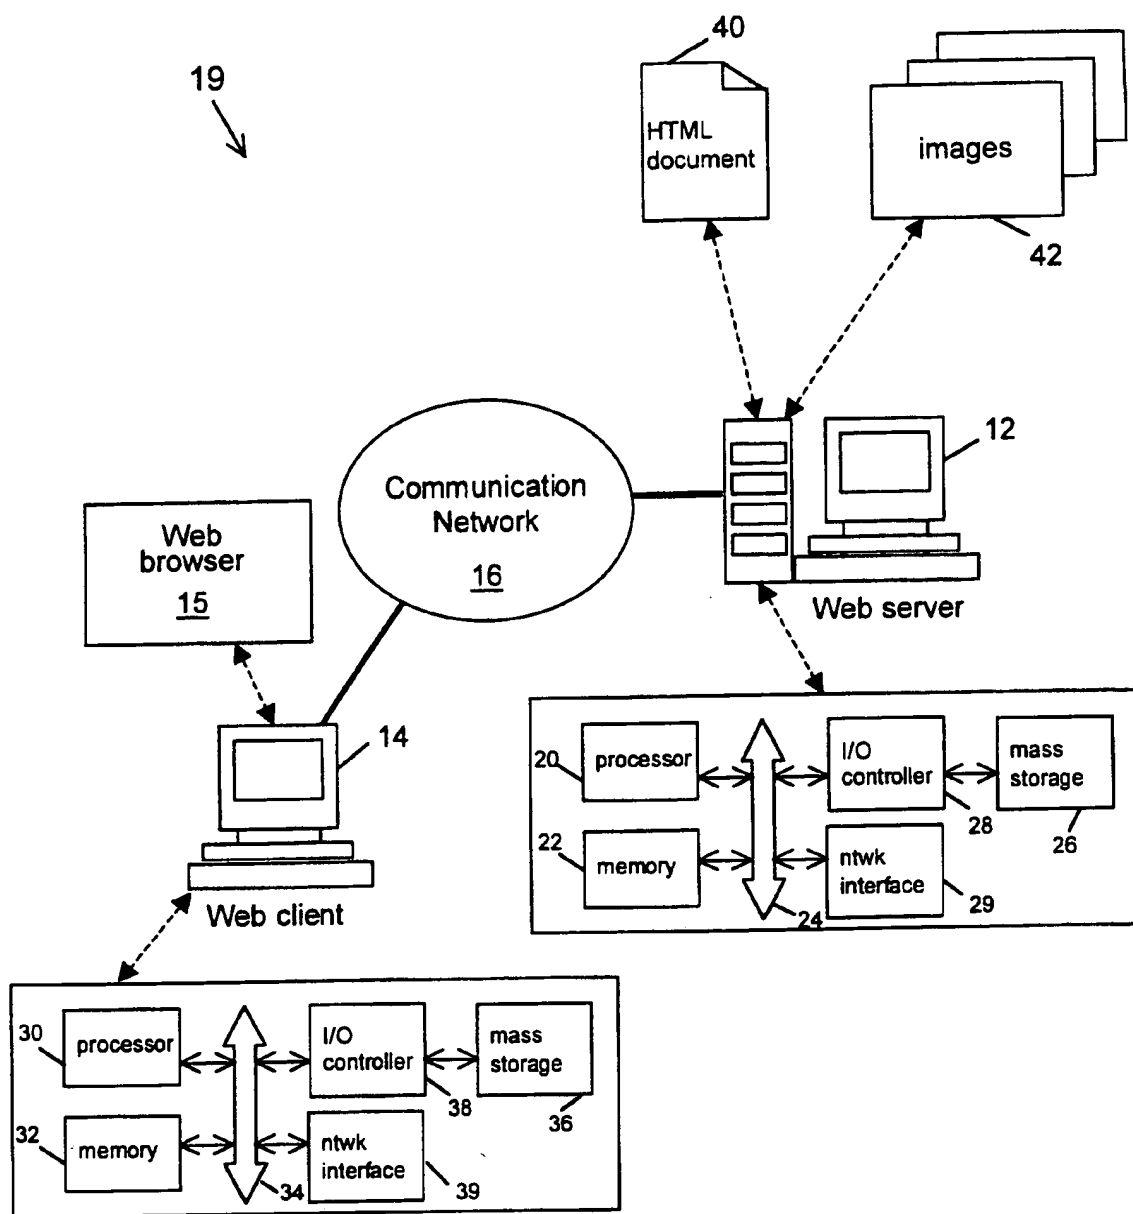 40
19
HTML
document
images
42
12
Communication
Network
16
Web
browser
15
Web server
14
20
processor
I/O
controller
28
mass
storage
26
22
memory
24
ntwk
interface
29
Web client
30
processor
I/O
controller
38
mass
storage
36
32
memory
34
ntwk
interface
39